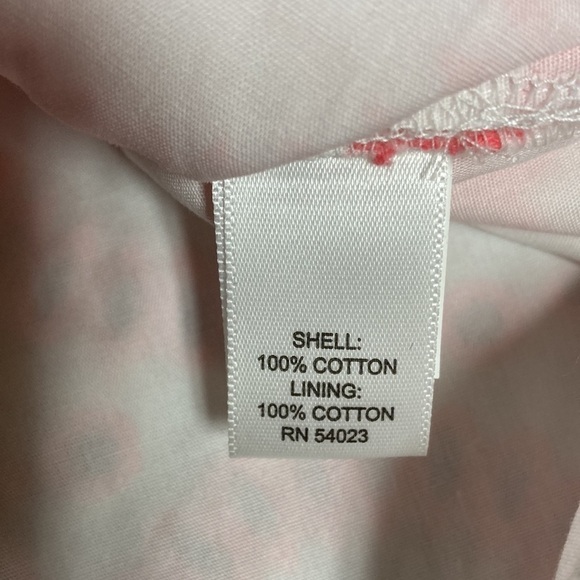 SHELL:
100% COTTON
LINING:
100% COTTON
RN 54023